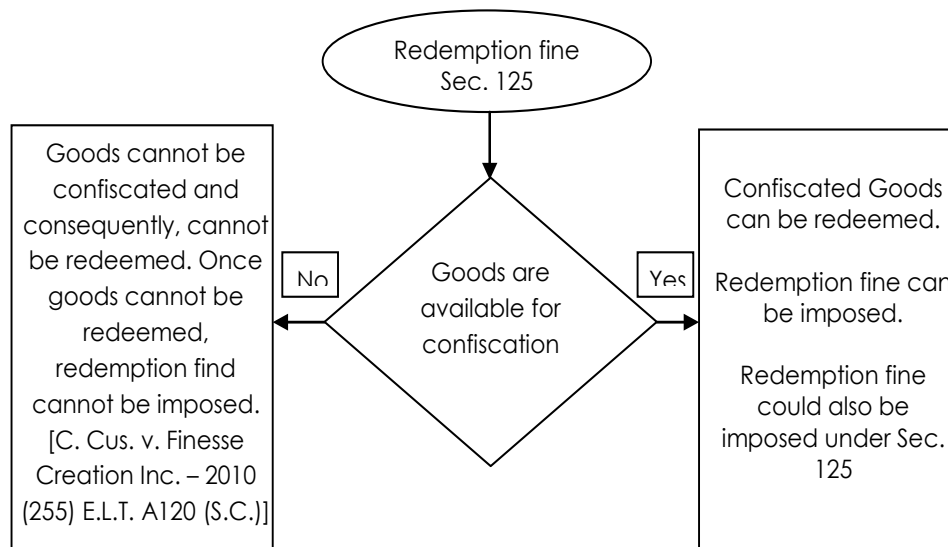 Redemption fine
Sec. 125
Goods cannot be
confiscated and
consequently, cannot
be redeemed. Once
goods cannot be
redeemed,
redemption find
cannot be imposed.
[C. Cus. v. Finesse
Creation Inc. – 2010
(255) E.L.T. A120 (S.C.)]
No
Goods are
available for
confiscation
Yes
Confiscated Goods
can be redeemed.
Redemption fine can
be imposed.
Redemption fine
could also be
imposed under Sec.
125